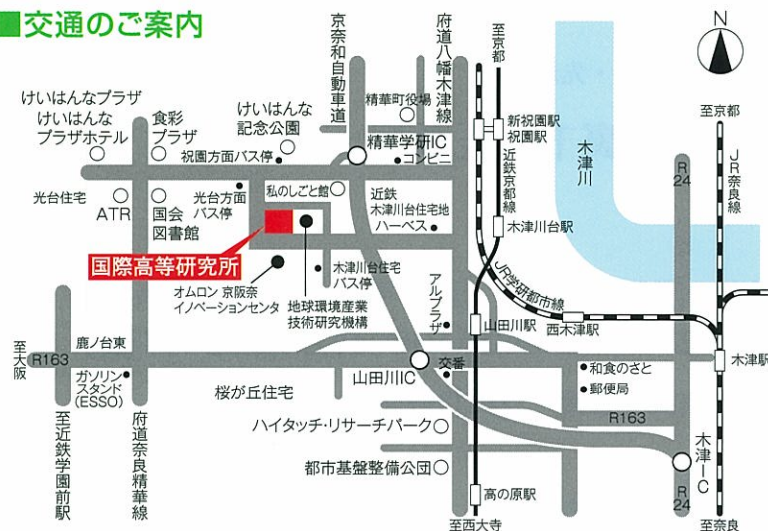 交通のご案内
N
京奈和自動車道
府道八幡木津線
至京都
至京都
けいはんなプラザ
けいはんな
プラザホテル
食彩
プラザ
けいはんな
記念公園
精華町役場
新祝園駅
祝園駅
祝園方面バス停
精華学研IC
コンビニ
近鉄京都線
木津川
R
24
JR奈良線
光台住宅
ATR
国会
図書館
光台方面
バス停
私のしごと館
近鉄
木津川台住宅地
ハーベス
木津川台駅
国際高等研究所
オムロン 京阪奈
イノベーションセンタ
地球環境産業
技術研究機構
木津川台住宅
バス停
アルプラザ
JR学研都市線
山田川駅
西木津駅
至大阪
R163
鹿ノ台東
ガソリン
スタンド
(ESSO)
桜が丘住宅
山田川IC
交番
和食のさと
郵便局
木津駅
R163
ハイタッチ・リサーチパーク
都市基盤整備公団
木津IC
R
24
至近鉄学園前駅
府道奈良精華線
高の原駅
至西大寺
至奈良